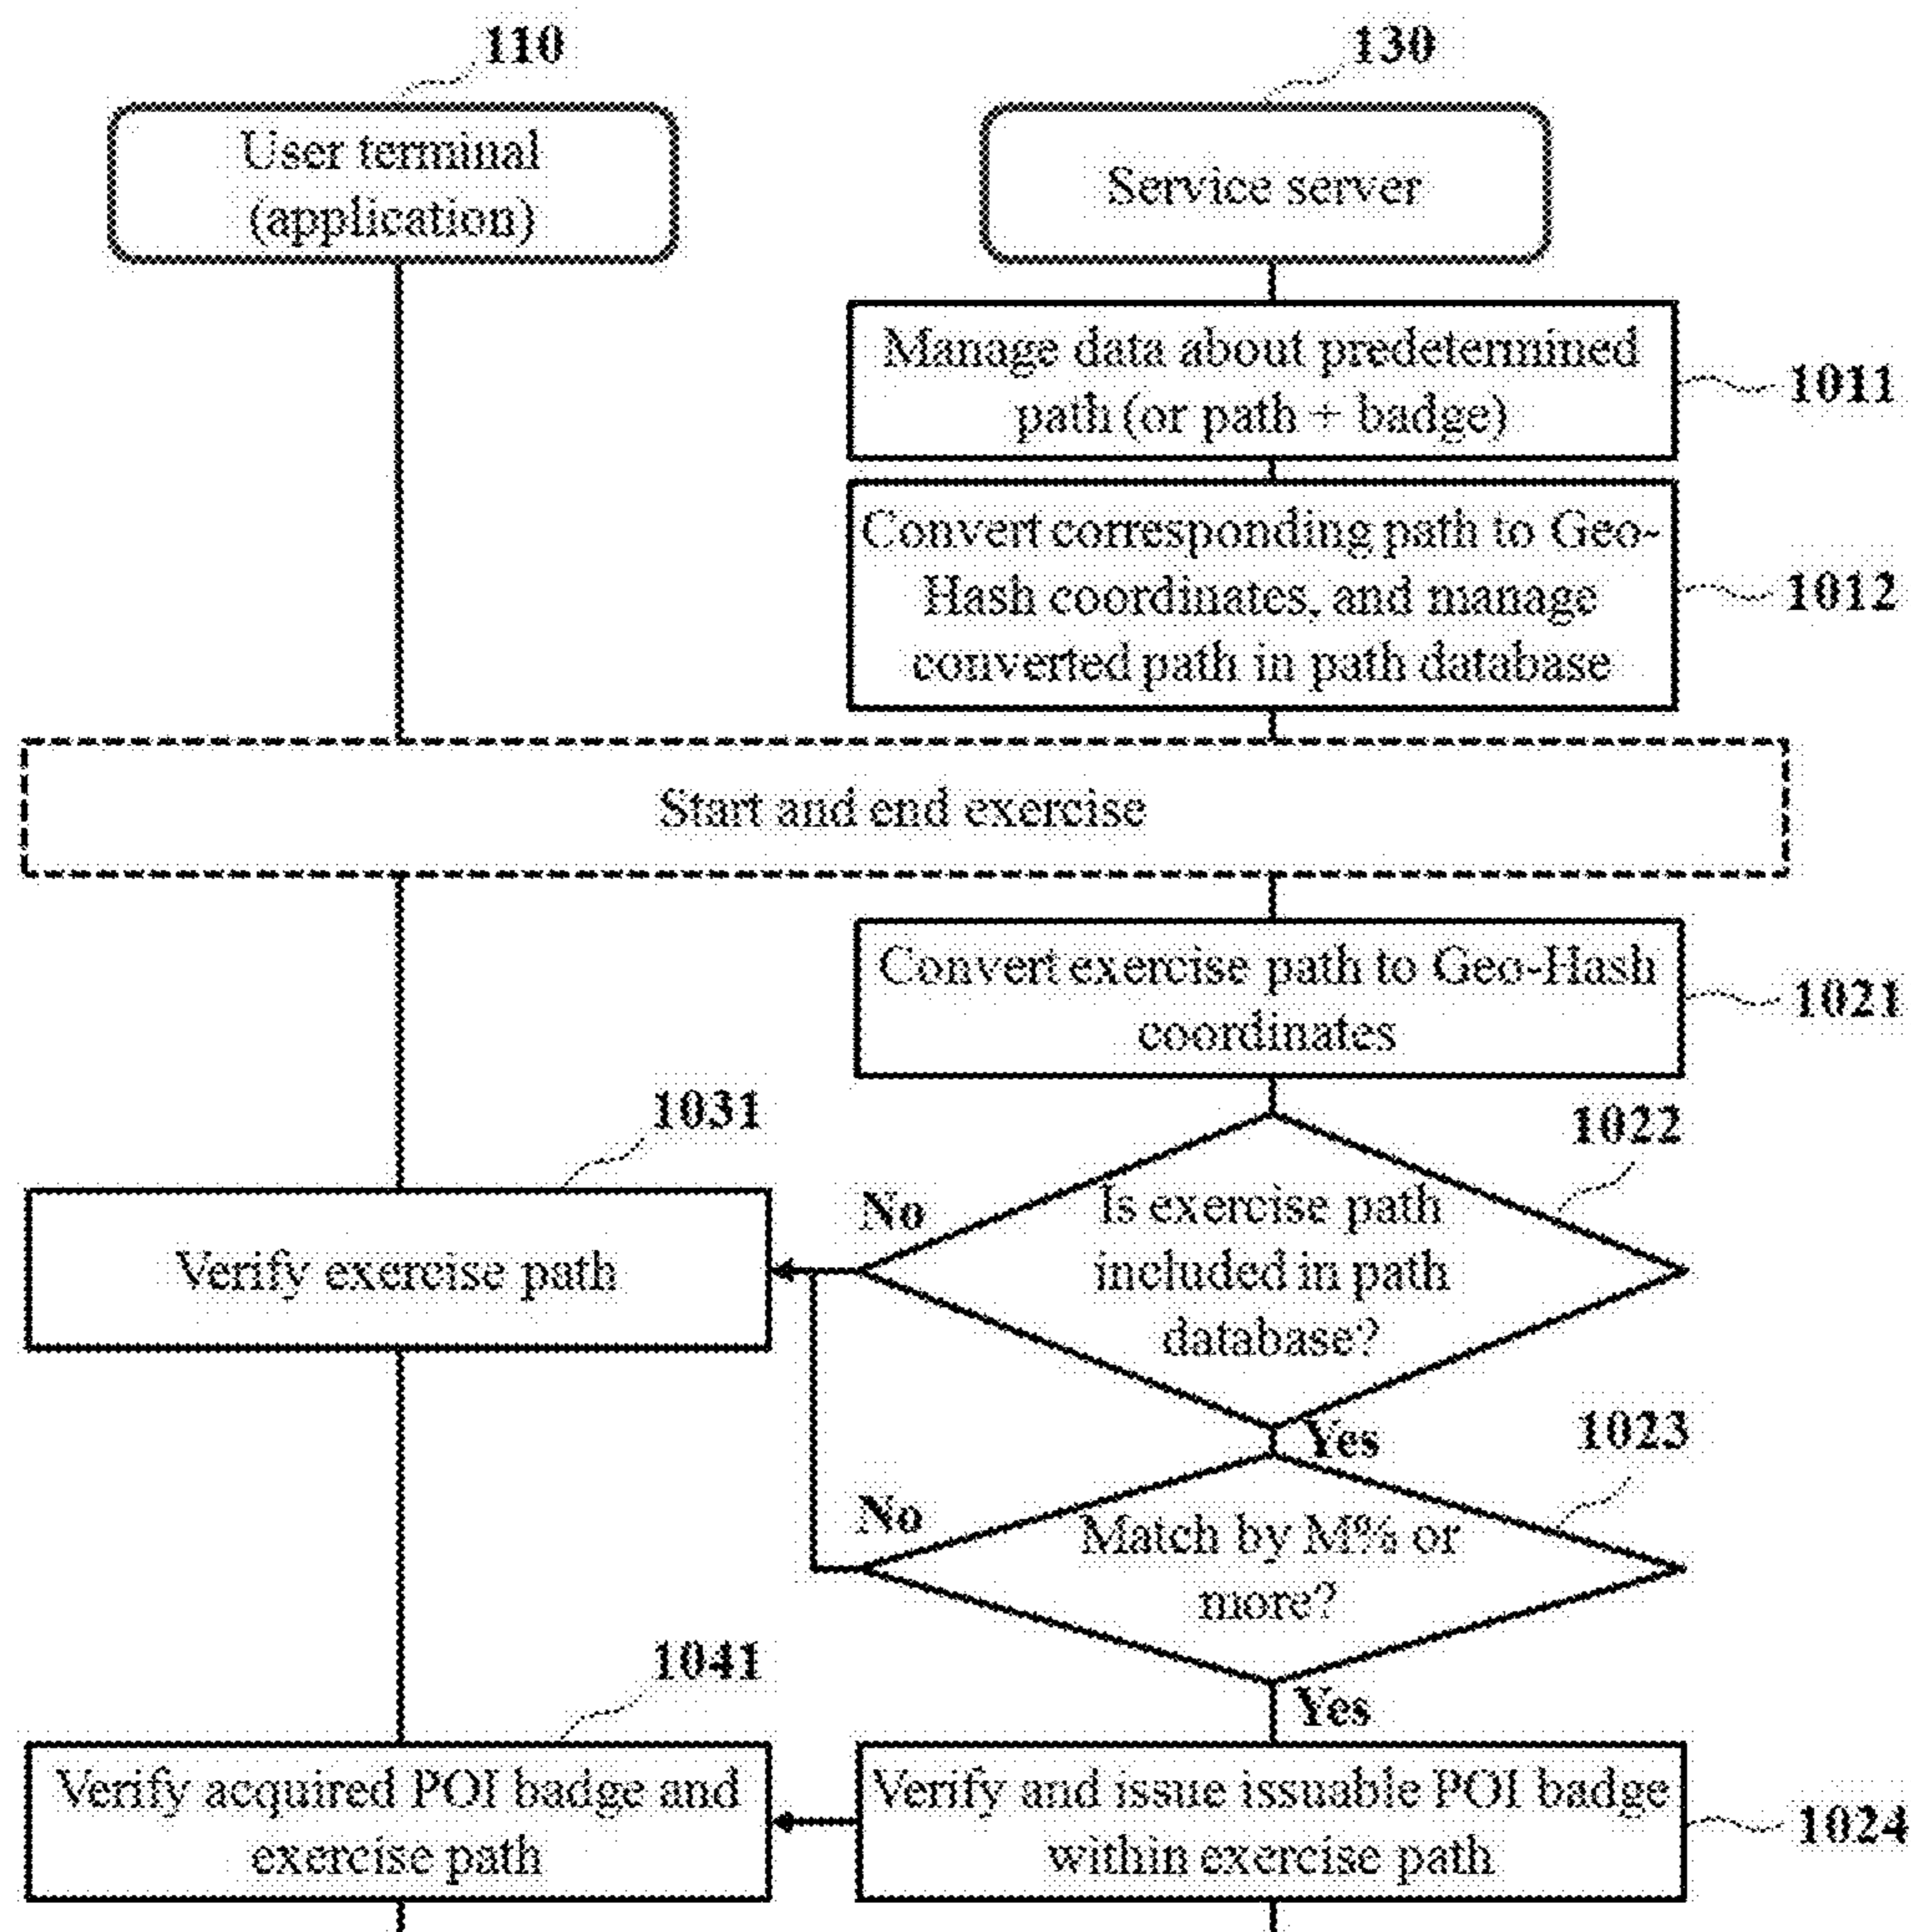 110
130
User terminal
(application)
Service server
Manage data about predetermined
path (or path + badge)
1011
Convert corresponding path to Geo-
Hash coordinates, and manage
converted path in path database
1012
Start and end exercise
Convert exercise path to Geo-Hash
coordinates
1021
1031
1022
No
Is exercise path
included in path
database?
Verify exercise path
Yes
1023
No
Match by M% or
more?
1041
Yes
Verify acquired POI badge and
exercise path
Verify and issue issuable POI badge
within exercise path
1024